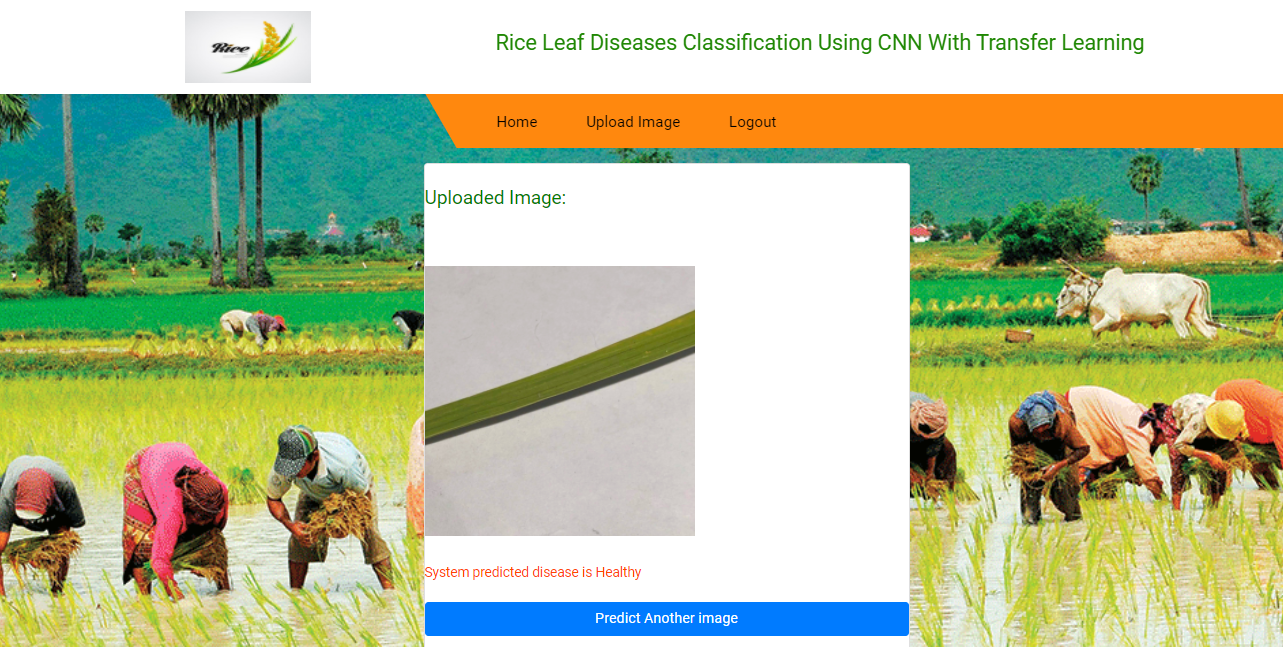 Rice
Rice Leaf Diseases Classification Using CNN With Transfer Learning
Home Upload Image Logout
Uploaded Image:
System predicted disease is Healthy
Predict Another image